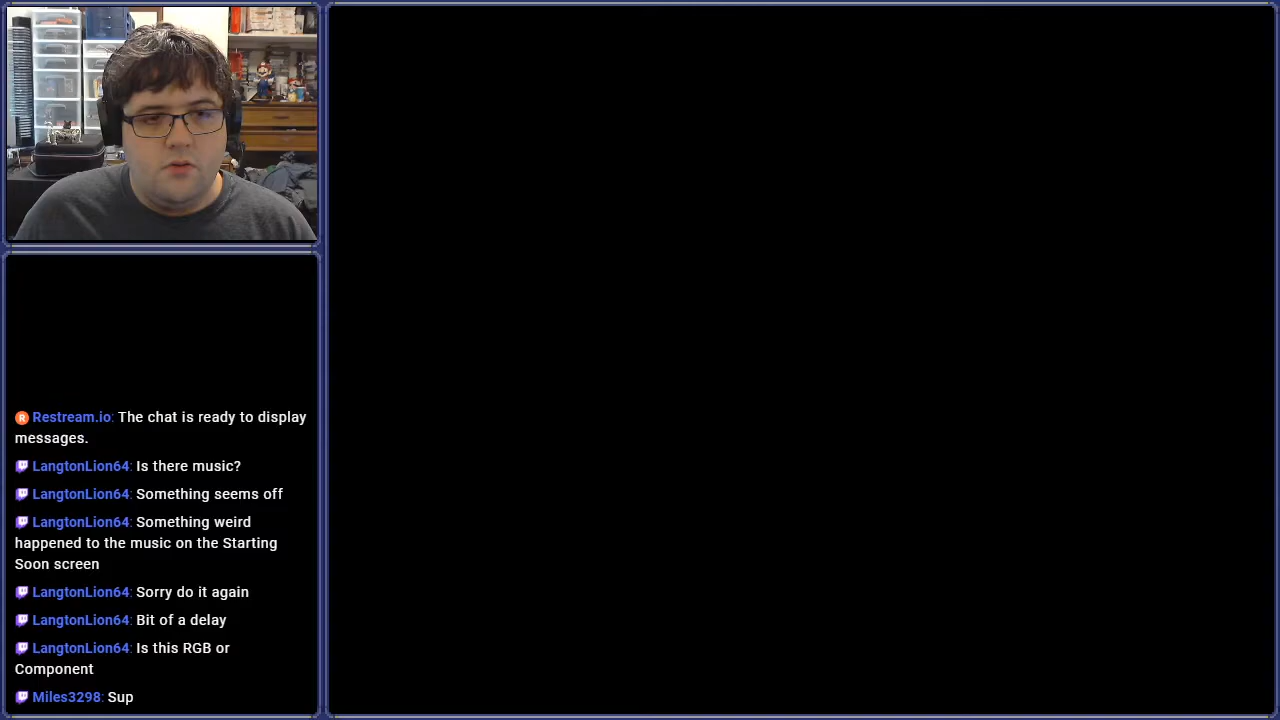 Restream.io: The chat is ready to display
messages.
LangtonLion64: Is there music?
LangtonLion64: Something seems off
LangtonLion64: Something weird
happened to the music on the Starting
Soon screen
LangtonLion64: Sorry do it again
LangtonLion64: Bit of a delay
LangtonLion64: Is this RGB or
Component
Miles3298: Sup